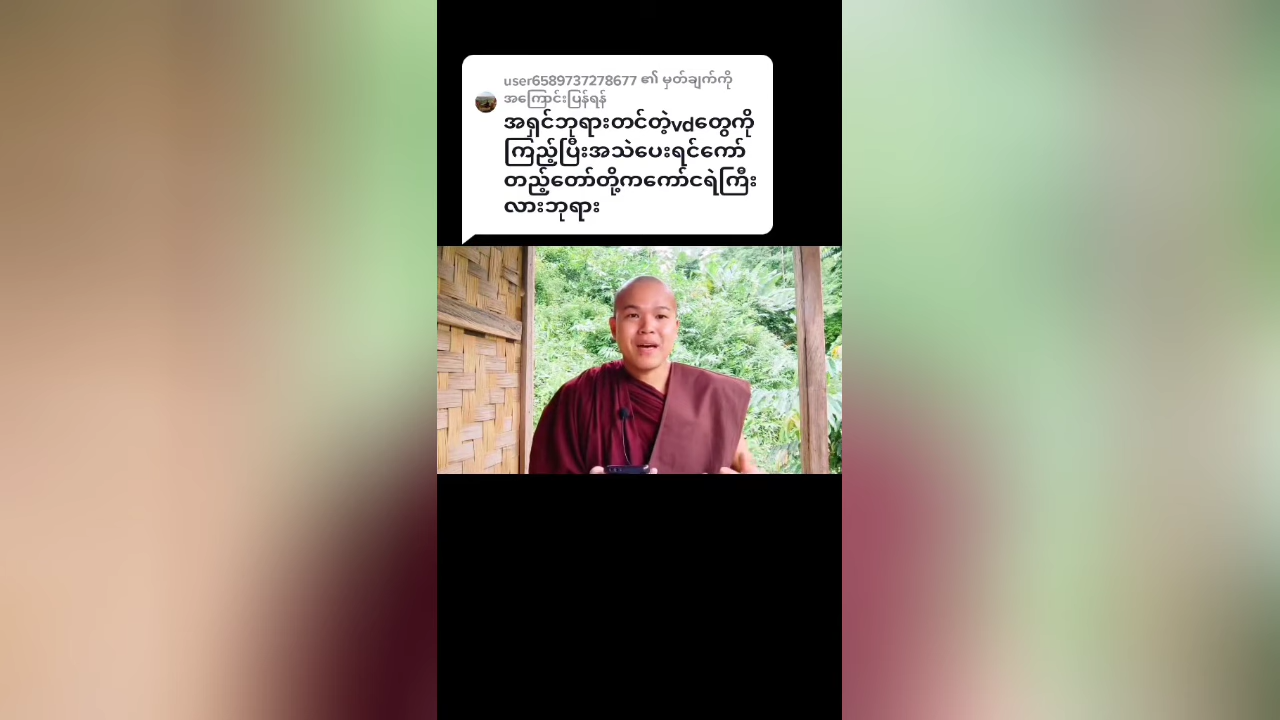 user6589737278677 ၏ မှတ်ချက်ကို
အကြောင်းပြန်ရန်
အရှင်ဘုရားတင်တဲ့vdတွေကို
ကြည့်ပြီးအသဲပေးရင်ကော်
တည့်တော်တို့ကကော်ငရဲကြီး
လားဘုရား